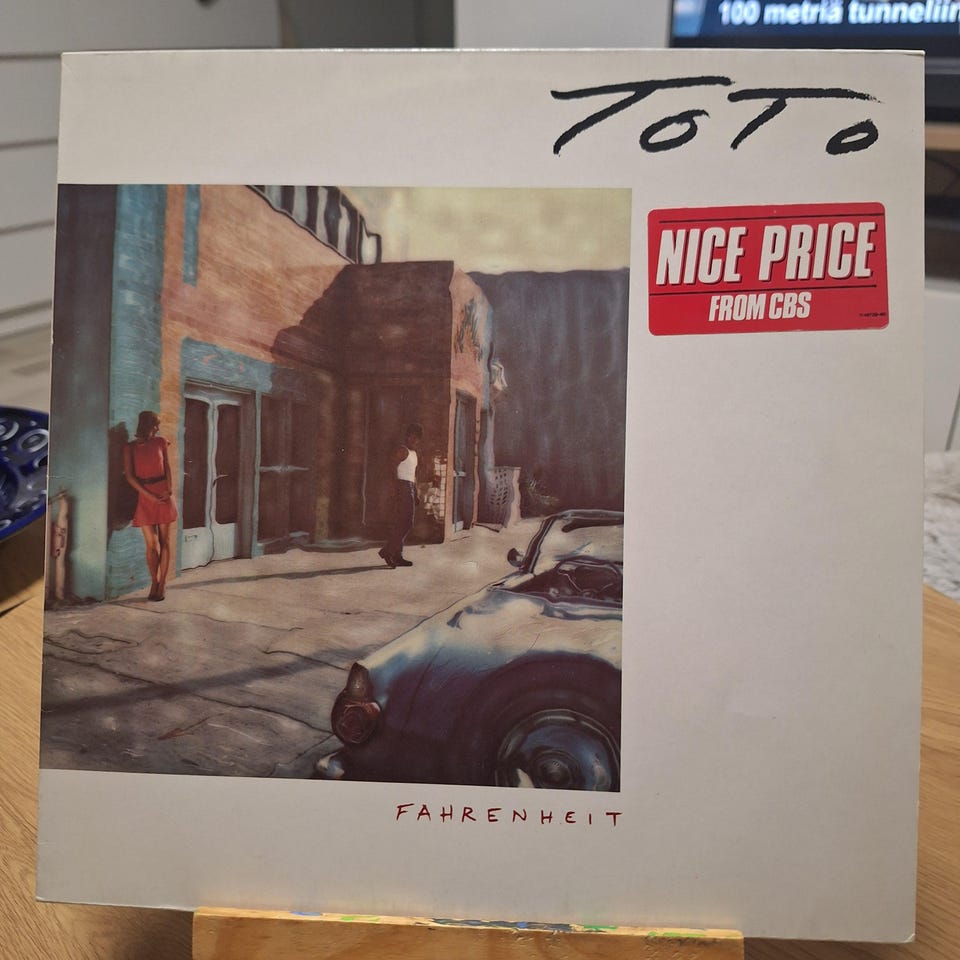 100 metriä tunneliin
TOTO
NICE PRICE
FROM CBS
FAHRENHEIT